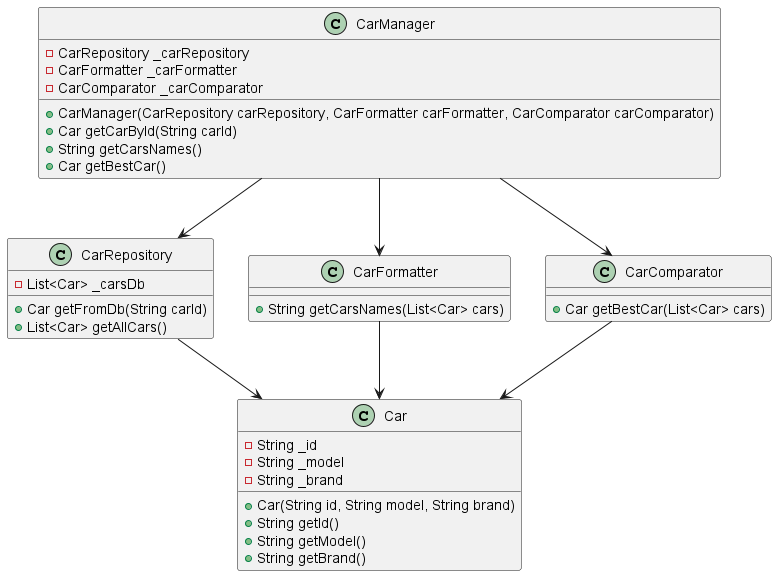 C CarManager
CarRepository _carRepository
CarFormatter _carFormatter
CarComparator _carComparator
CarManager(CarRepository carRepository, CarFormatter carFormatter, CarComparator carComparator)
Car getCarById(String carId)
String getCarsNames()
Car getBestCar()
C CarRepository
List<Car> _carsDb
Car getFromDb(String carId)
List<Car> getAllCars()
C CarFormatter
String getCarsNames(List<Car> cars)
C CarComparator
Car getBestCar(List<Car> cars)
C Car
String _id
String _model
String _brand
Car(String id, String model, String brand)
String getId()
String getModel()
String getBrand()